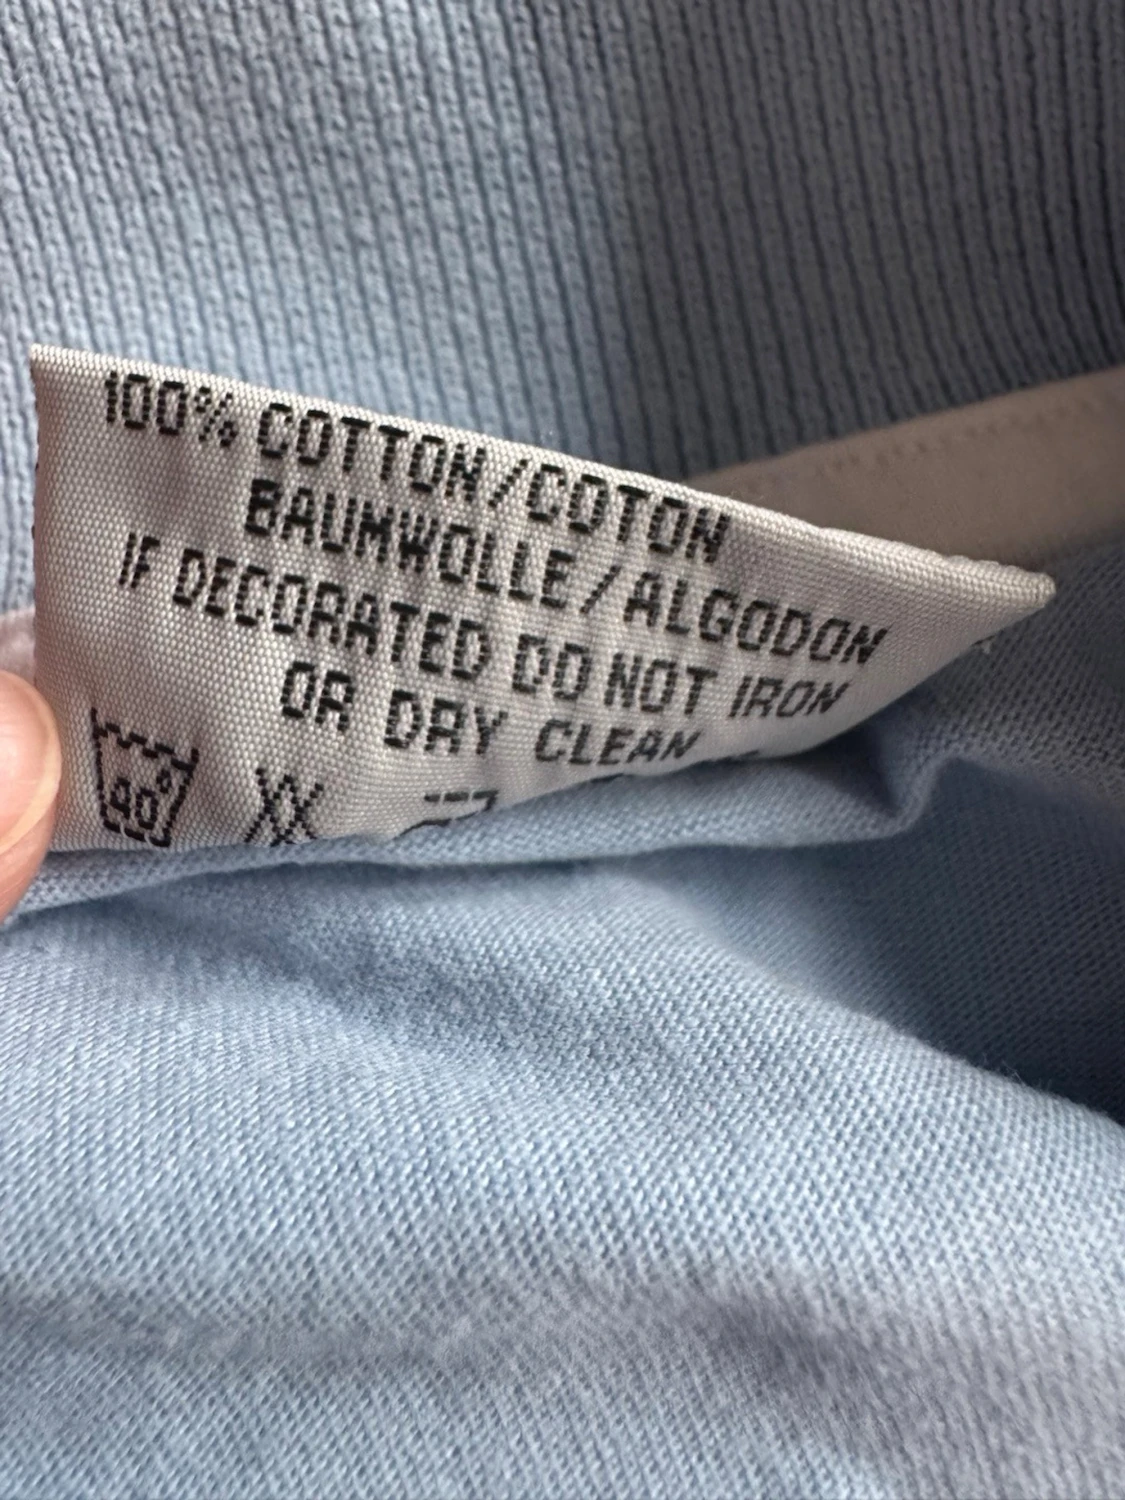 100% COTTON/COTON
BAUMWOLLE/ALGODON
IF DECORATED DO NOT IRON
OR DRY CLEAN
40°